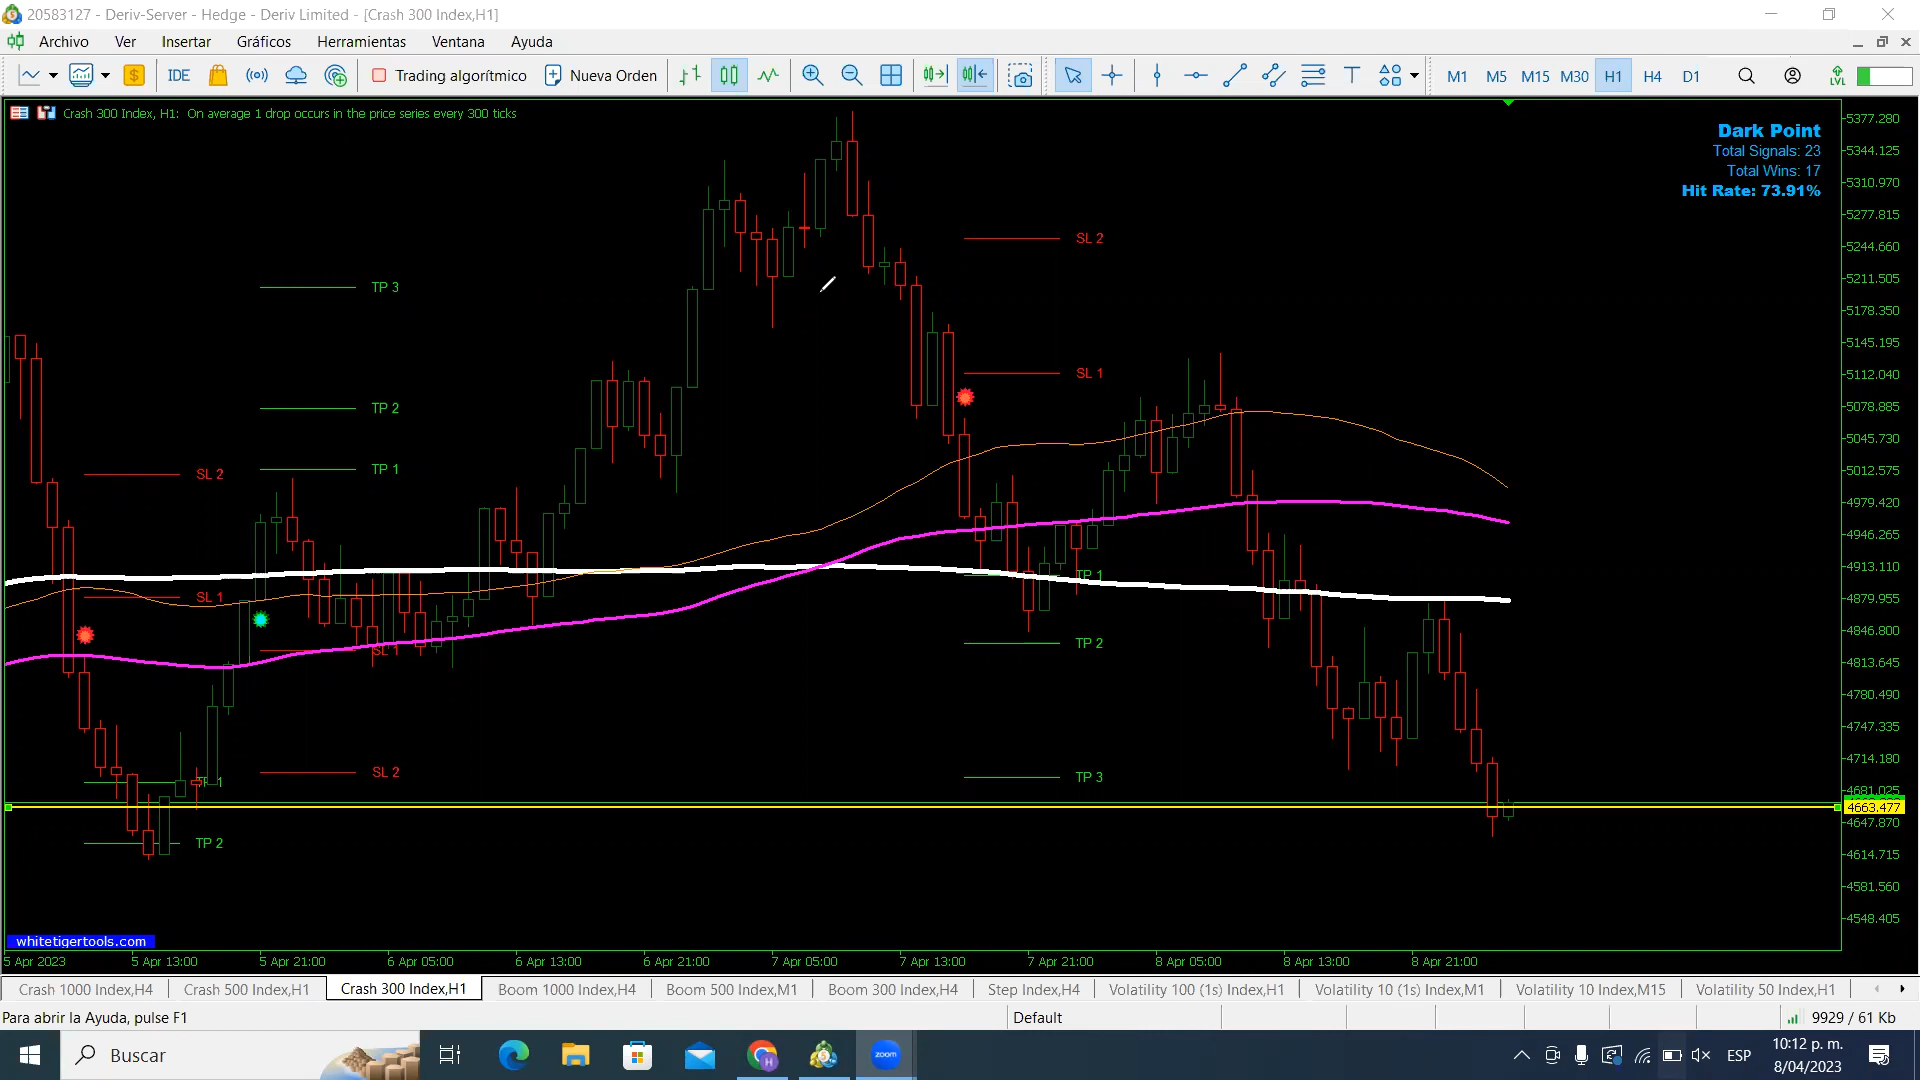 20583127 - Deriv-Server - Hedge - Deriv Limited - [Crash 300 Index,H1]
Archivo Ver Insertar Gráficos Herramientas Ventana Ayuda
IDE Trading algorítmico Nueva Orden M1 M5 M15 M30 H1 H4 D1 LVL
Crash 300 Index, H1: On average 1 drop occurs in the price series every 300 ticks
Dark Point
Total Signals: 23
Total Wins: 17
Hit Rate: 73.91%
5377.280
5344.125
5310.970
5277.815
5244.660
5211.505
5178.350
5145.195
5112.040
5078.885
5045.730
5012.575
4979.420
4946.265
4913.110
4879.955
4846.800
4813.645
4780.490
4747.335
4714.180
4681.025
4663.477
4647.870
4614.715
4581.560
4548.405
SL 2
SL 1
TP 2
TP 3
TP 2
TP 1
SL 1
SL 2
SL 2
SL 1
TP 1
TP 2
TP 3
whitetigertools.com
5 Apr 2023 5 Apr 13:00 5 Apr 21:00 6 Apr 05:00 6 Apr 13:00 6 Apr 21:00 7 Apr 05:00 7 Apr 13:00 7 Apr 21:00 8 Apr 05:00 8 Apr 13:00 8 Apr 21:00
Crash 1000 Index,H4 Crash 500 Index,H1 Crash 300 Index,H1 Boom 1000 Index,H4 Boom 500 Index,M1 Boom 300 Index,H4 Step Index,H4 Volatility 100 (1s) Index,H1 Volatility 10 (1s) Index,M1 Volatility 10 Index,M15 Volatility 50 Index,H1
Para abrir la Ayuda, pulse F1 Default 9929 / 61 Kb
Buscar zoom ESP 10:12 p. m.
8/04/2023